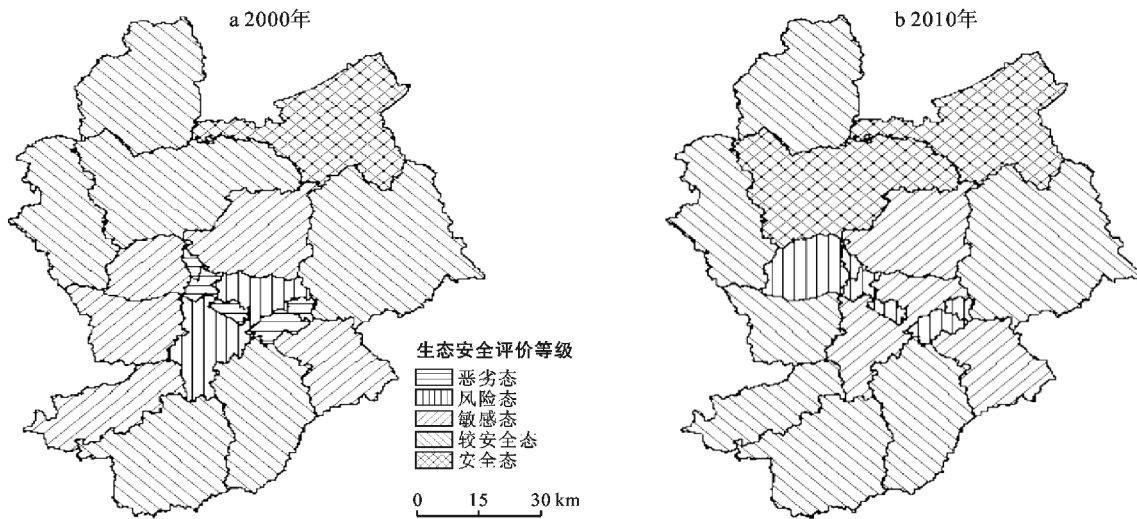 a 2000年
b 2010年
生态安全评价等级
恶劣态
风险态
敏感态
较安全态
安全态
0 15 30 km